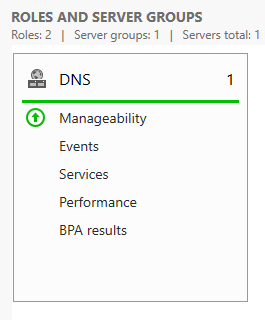 ROLES AND SERVER GROUPS
Roles: 2 | Server groups: 1 | Servers total: 1
DNS 1
Manageability
Events
Services
Performance
BPA results